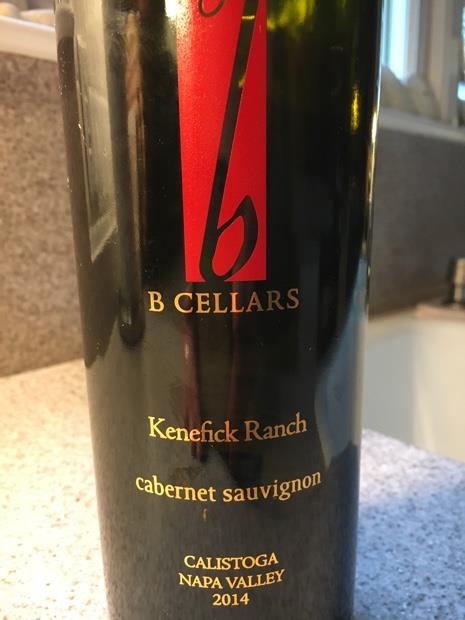 b
B CELLARS
Kenefick Ranch
cabernet sauvignon
CALISTOGA
NAPA VALLEY
2014